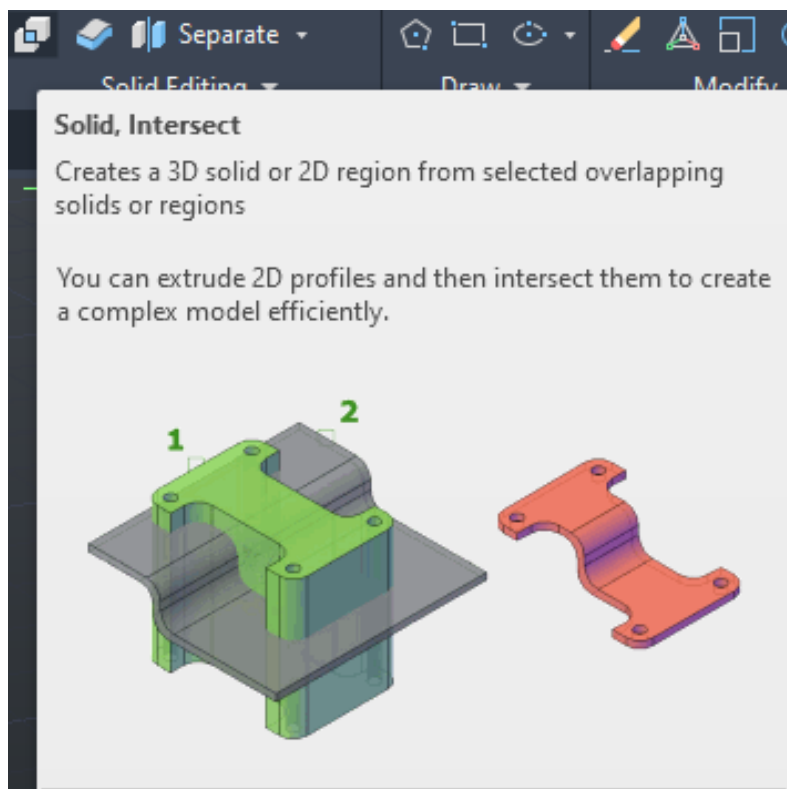 Separate
Solid Editing Draw Modify
Solid, Intersect
Creates a 3D solid or 2D region from selected overlapping
solids or regions
You can extrude 2D profiles and then intersect them to create
a complex model efficiently.
1 2